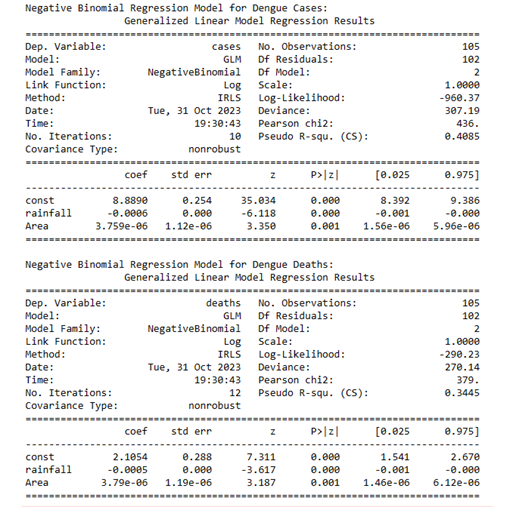 Negative Binomial Regression Model for Dengue Cases:
Generalized Linear Model Regression Results
==============================================================================
Dep. Variable: cases No. Observations: 105
Model: GLM Df Residuals: 102
Model Family: NegativeBinomial Df Model: 2
Link Function: Log Scale: 1.0000
Method: IRLS Log-Likelihood: -960.37
Date: Tue, 31 Oct 2023 Deviance: 307.19
Time: 19:30:43 Pearson chi2: 436.
No. Iterations: 10 Pseudo R-squ. (CS): 0.4085
Covariance Type: nonrobust
==============================================================================
coef std err z P>|z| [0.025 0.975]
------------------------------------------------------------------------------
const 8.8890 0.254 35.034 0.000 8.392 9.386
rainfall -0.0006 0.000 -6.118 0.000 -0.001 -0.000
Area 3.759e-06 1.12e-06 3.350 0.001 1.56e-06 5.96e-06
==============================================================================
Negative Binomial Regression Model for Dengue Deaths:
Generalized Linear Model Regression Results
==============================================================================
Dep. Variable: deaths No. Observations: 105
Model: GLM Df Residuals: 102
Model Family: NegativeBinomial Df Model: 2
Link Function: Log Scale: 1.0000
Method: IRLS Log-Likelihood: -290.23
Date: Tue, 31 Oct 2023 Deviance: 270.14
Time: 19:30:43 Pearson chi2: 379.
No. Iterations: 12 Pseudo R-squ. (CS): 0.3445
Covariance Type: nonrobust
==============================================================================
coef std err z P>|z| [0.025 0.975]
------------------------------------------------------------------------------
const 2.1054 0.288 7.311 0.000 1.541 2.670
rainfall -0.0005 0.000 -3.617 0.000 -0.001 -0.000
Area 3.79e-06 1.19e-06 3.187 0.001 1.46e-06 6.12e-06
==============================================================================